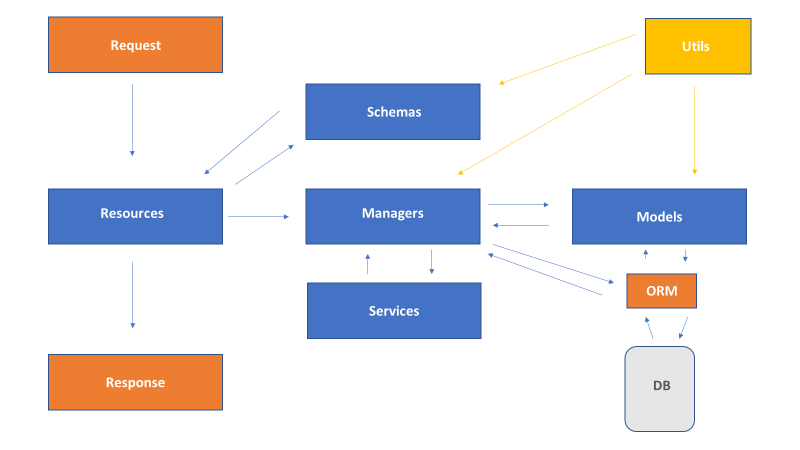 Request
Utils
Schemas
Resources
Managers
Models
ORM
Services
Response
DB